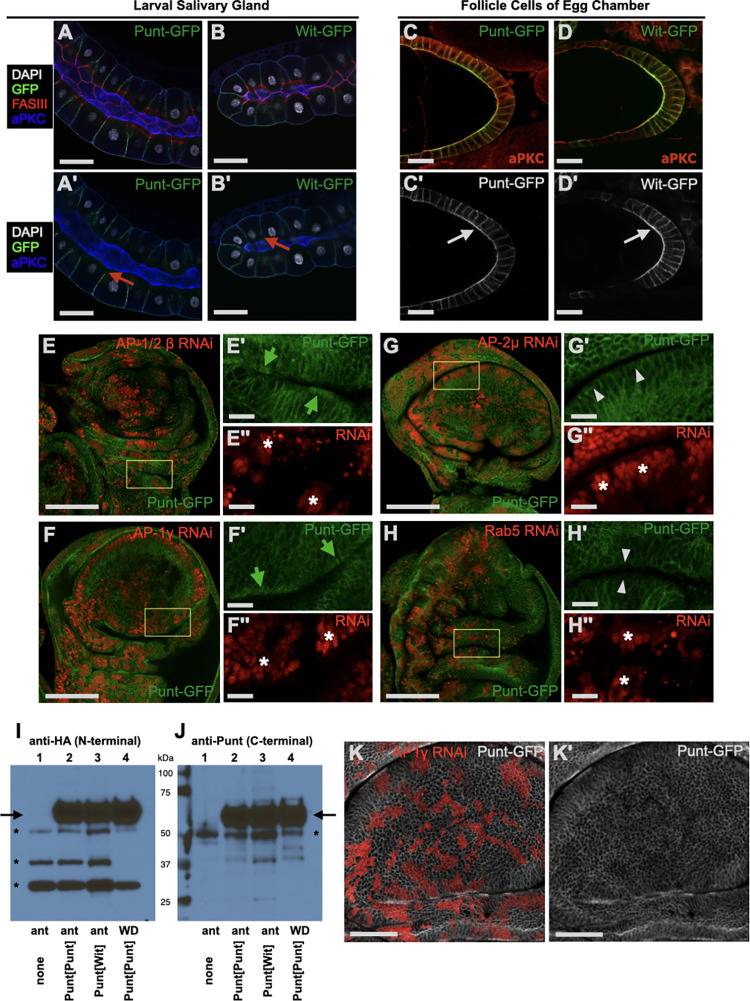 Larval Salivary Gland
Follicle Cells of Egg Chamber
A Punt-GFP
B Wit-GFP
C Punt-GFP
D Wit-GFP
DAPI
GFP
FASIII
aPKC
aPKC
aPKC
A' Punt-GFP
B' Wit-GFP
C' Punt-GFP
D' Wit-GFP
DAPI
GFP
aPKC
E AP-1/2 β RNAi
Punt-GFP
E' Punt-GFP
E" RNAi
* *
G AP-2μ RNAi
Punt-GFP
G' Punt-GFP
G" RNAi
* *
F AP-1γ RNAi
Punt-GFP
F' Punt-GFP
F" RNAi
* *
H Rab5 RNAi
Punt-GFP
H' Punt-GFP
H" RNAi
* *
I
anti-HA (N-terminal)
1 2 3 4
*
*
*
ant ant ant WD
none Punt[Punt] Punt[Wit] Punt[Punt]
J
anti-Punt (C-terminal)
kDa 1 2 3 4
100
75
50
37
25
*
ant ant ant WD
none Punt[Punt] Punt[Wit] Punt[Punt]
K AP1γ RNAi Punt-GFP
K' Punt-GFP